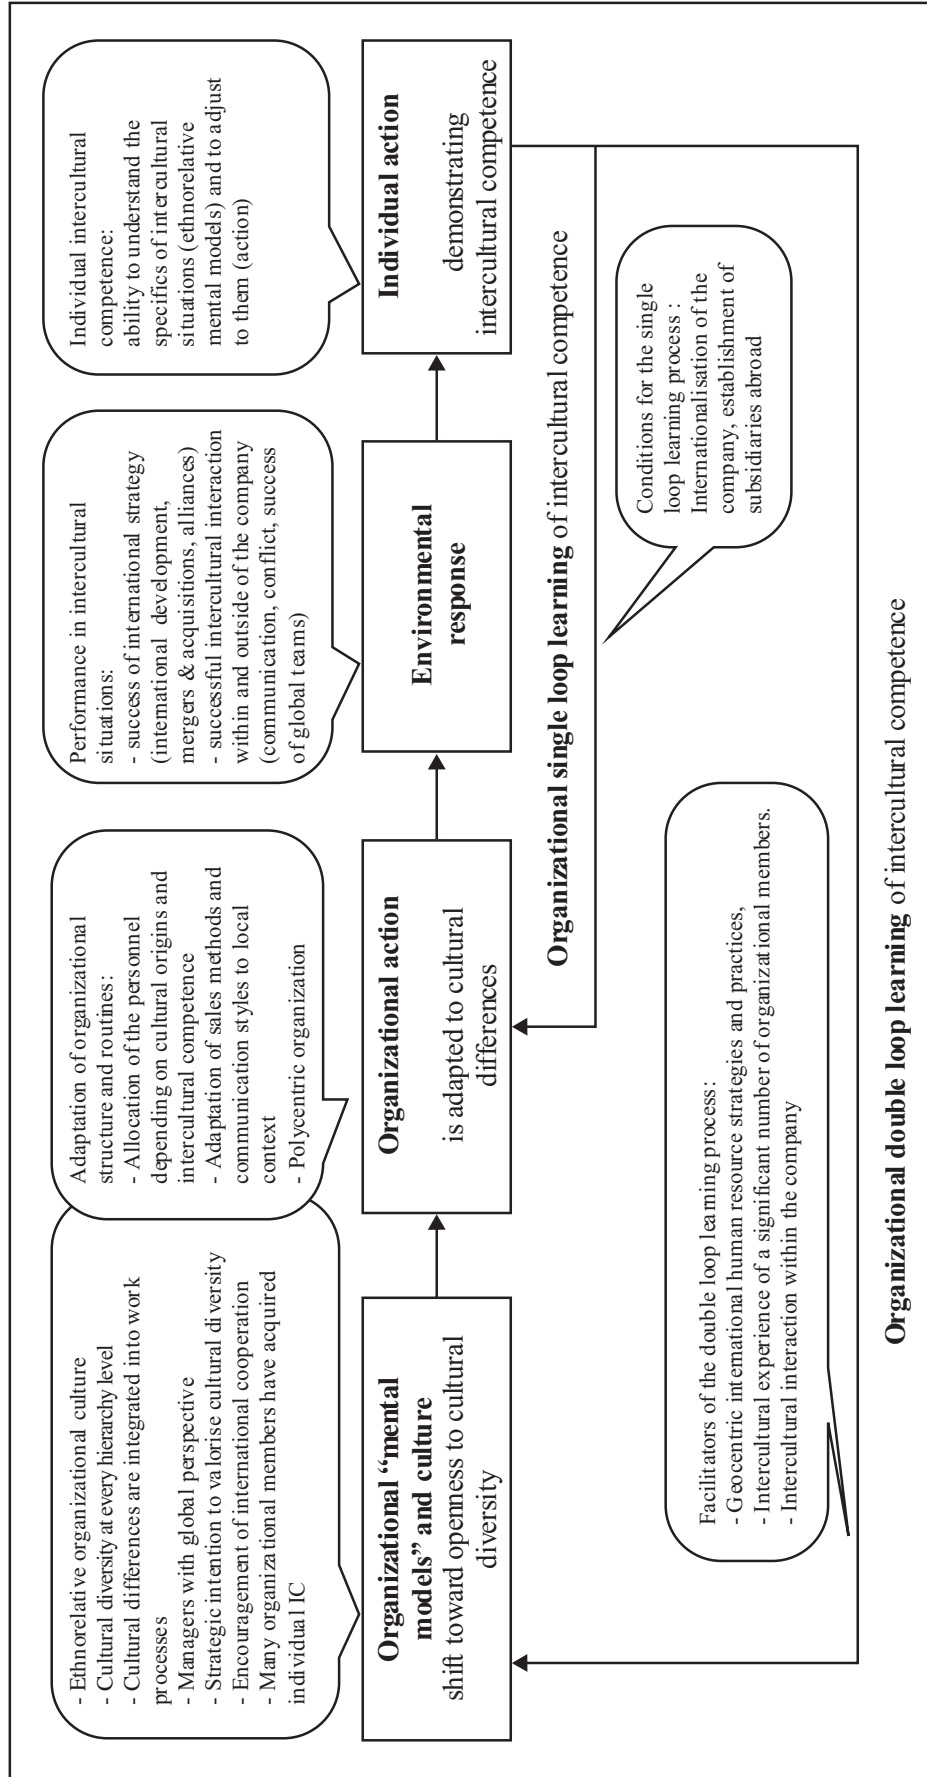 - Ethnorelative organizational culture
- Cultural diversity at every hierarchy level
- Cultural differences are integrated into work
processes
- Managers with global perspective
- Strategic intention to valorise cultural diversity
- Encouragement of international cooperation
- Many organizational members have acquired
individual IC
Adaptation of organizational
structure and routines:
- Allocation of the personnel
depending on cultural origins and
intercultural competence
- Adaptation of sales methods and
communication styles to local
context
- Polycentric organization
Performance in intercultural
situations:
- success of international strategy
(international development,
mergers & acquisitions, alliances)
- successful intercultural interaction
within and outside of the company
(communication, conflict, success
of global teams)
Individual intercultural
competence:
ability to understand the
specifics of intercultural
situations (ethnorelative
mental models) and to adjust
to them (action)
Organizational “mental
models” and culture
shift toward openness to cultural
diversity
Organizational action
is adapted to cultural
differences
Environmental
response
Individual action
demonstrating
intercultural competence
Organizational single loop learning of intercultural competence
Conditions for the single
loop learning process :
Internationalisation of the
company, establishment of
subsidiaries abroad
Facilitators of the double loop learning process :
- Geocentric international human resource strategies and practices,
- Intercultural experience of a significant number of organizational members.
- Intercultural interaction within the company
Organizational double loop learning of intercultural competence